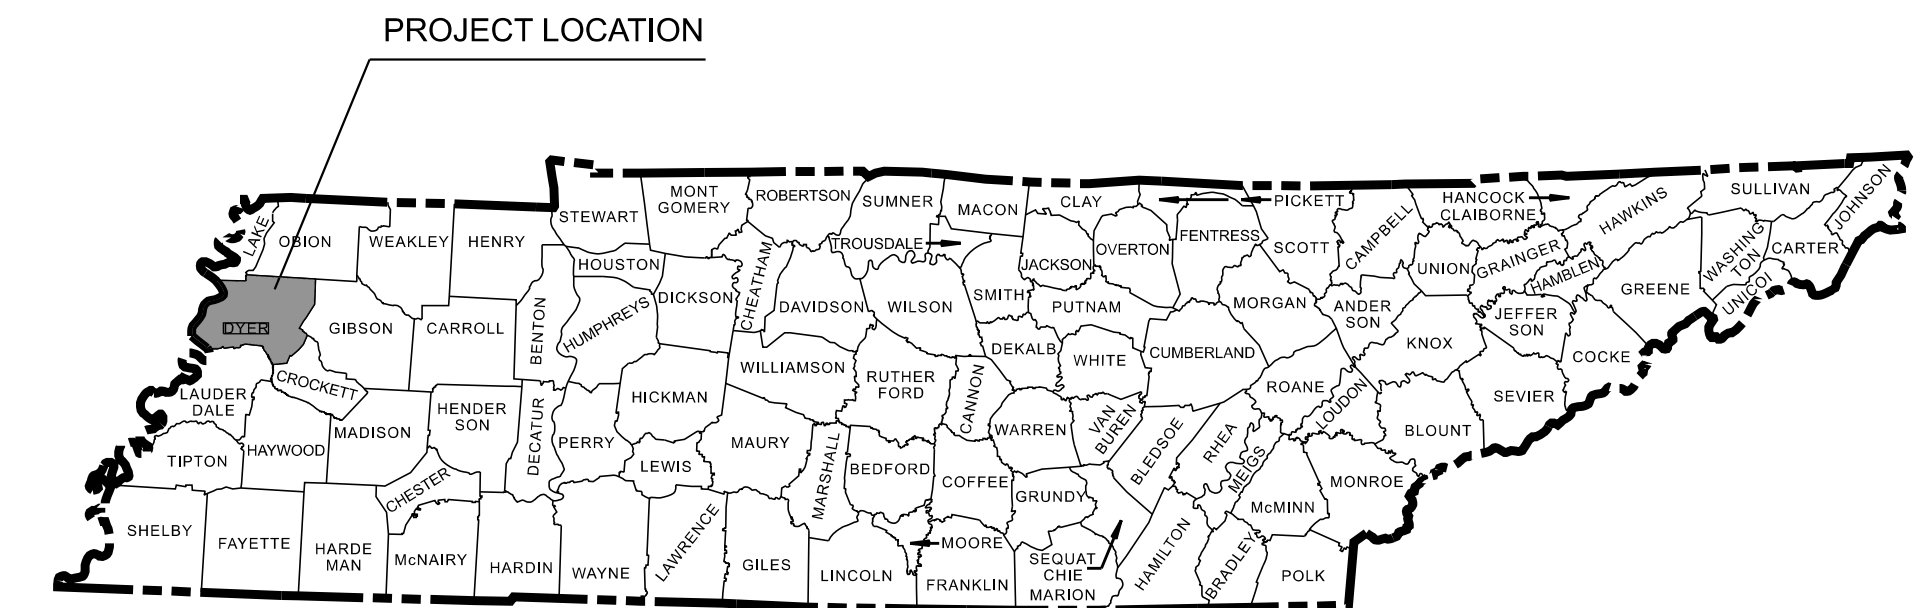 PROJECT LOCATION
LAKE
OBION
WEAKLEY
HENRY
STEWART
MONT
GOMERY
ROBERTSON
SUMNER
MACON
CLAY
PICKETT
HANCOCK
CLAIBORNE
HAWKINS
SULLIVAN
JOHNSON
TROUSDALE
OVERTON
FENTRESS
SCOTT
CAMPBELL
UNION
GRAINGER
HAMBLEN
WASHING
TON
CARTER
UNICOI
GREENE
HOUSTON
DICKSON
CHEATHAM
DAVIDSON
WILSON
SMITH
JACKSON
PUTNAM
MORGAN
ANDER
SON
JEFFER
SON
DYER
GIBSON
CARROLL
BENTON
HUMPHREYS
WILLIAMSON
RUTHER
FORD
CANNON
DEKALB
WHITE
CUMBERLAND
ROANE
LOUDON
KNOX
COCKE
SEVIER
LAUDER
DALE
CROCKETT
HENDER
SON
DECATUR
HICKMAN
MADISON
HAYWOOD
TIPTON
PERRY
LEWIS
MAURY
MARSHALL
BEDFORD
COFFEE
WARREN
VAN
BUREN
BLEDSOE
RHEA
MEIGS
BLOUNT
MONROE
McMINN
GRUNDY
CHESTER
SHELBY
FAYETTE
HARDE
MAN
McNAIRY
HARDIN
WAYNE
LAWRENCE
GILES
LINCOLN
MOORE
FRANKLIN
SEQUAT
CHIE
MARION
HAMILTON
BRADLEY
POLK